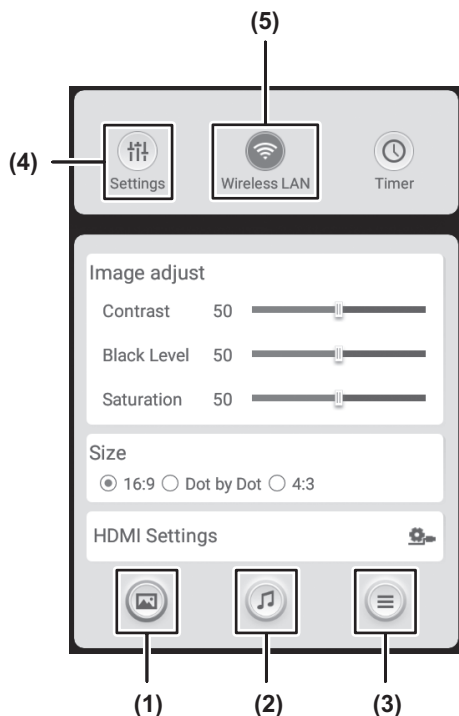 (5)
(4)
Settings Wireless LAN Timer
Image adjust
Contrast 50
Black Level 50
Saturation 50
Size
16:9 Dot by Dot 4:3
HDMI Settings
(1) (2) (3)